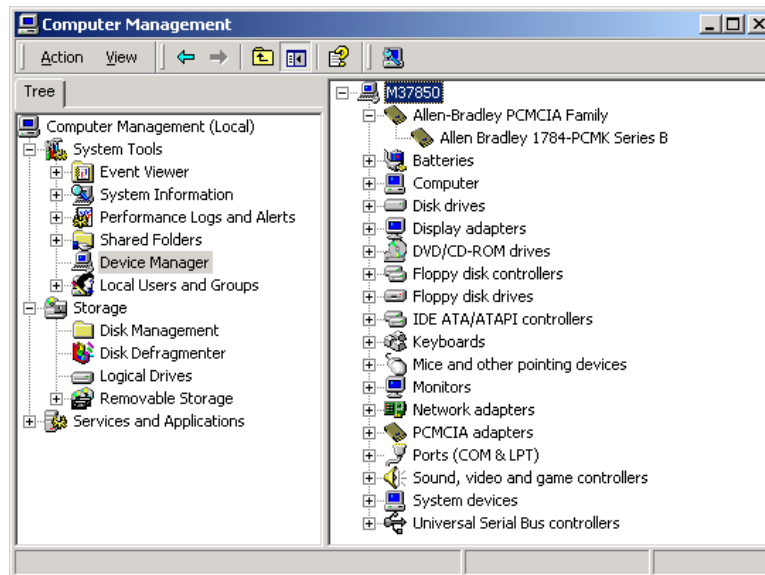 Computer Management
Action View
Tree
Computer Management (Local)
System Tools
Event Viewer
System Information
Performance Logs and Alerts
Shared Folders
Device Manager
Local Users and Groups
Storage
Disk Management
Disk Defragmenter
Logical Drives
Removable Storage
Services and Applications
M37850
Allen-Bradley PCMCIA Family
Allen Bradley 1784-PCMK Series B
Batteries
Computer
Disk drives
Display adapters
DVD/CD-ROM drives
Floppy disk controllers
Floppy disk drives
IDE ATA/ATAPI controllers
Keyboards
Mice and other pointing devices
Monitors
Network adapters
PCMCIA adapters
Ports (COM & LPT)
Sound, video and game controllers
System devices
Universal Serial Bus controllers